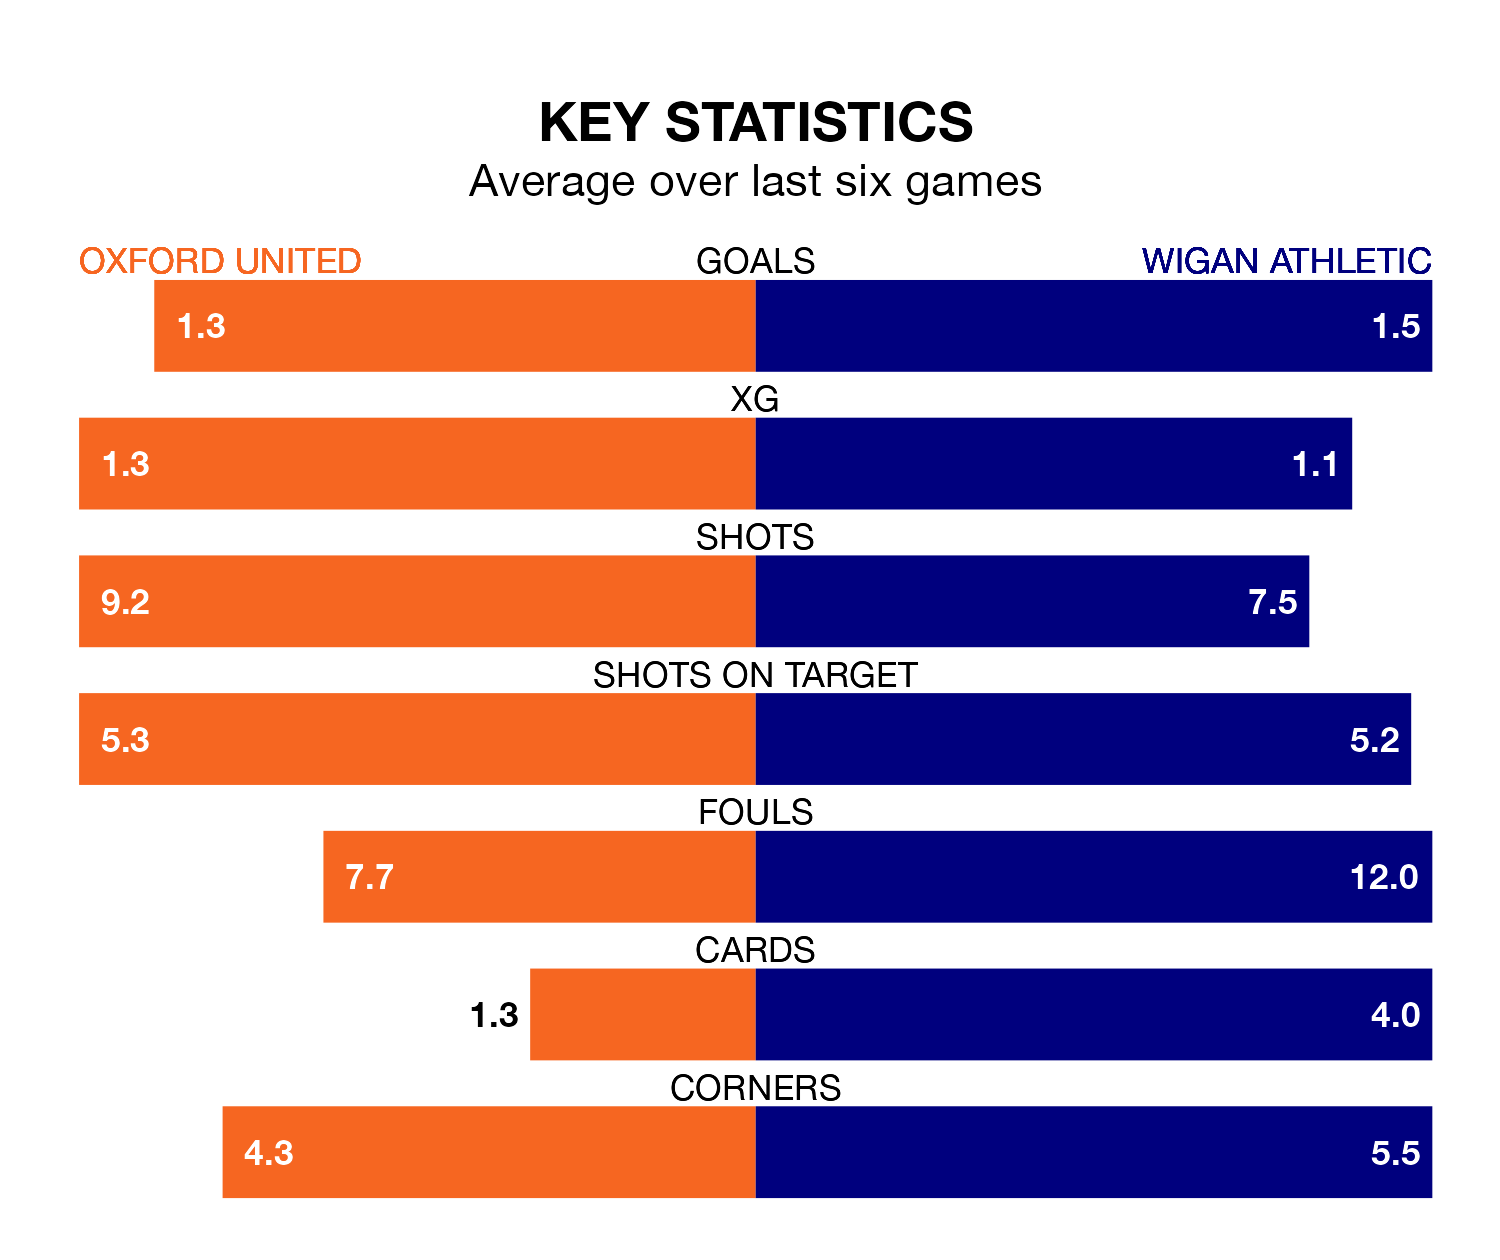 KEY STATISTICS
Average over last six games
OXFORD UNITED GOALS WIGAN ATHLETIC
1.3 1.5
XG
1.3 1.1
SHOTS
9.2 7.5
SHOTS ON TARGET
5.3 5.2
FOULS
7.7 12.0
CARDS
1.3 4.0
CORNERS
4.3 5.5